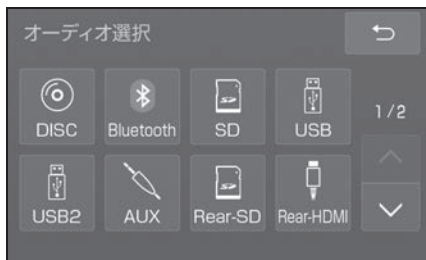 オーディオ選択
DISC
Bluetooth
SD
USB
1/2
USB2
AUX
Rear-SD
Rear-HDMI